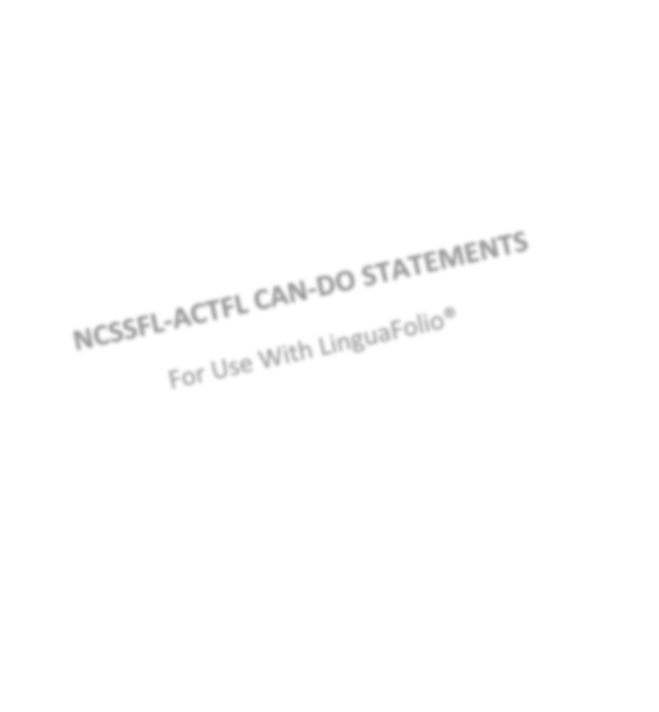 NCSSFL-ACTFL CAN-DO STATEMENTS
For Use With LinguaFolio®